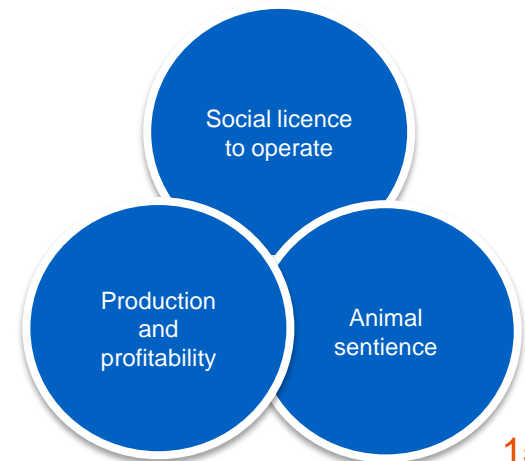 Social licence
to operate
Production
and
profitability
Animal
sentience